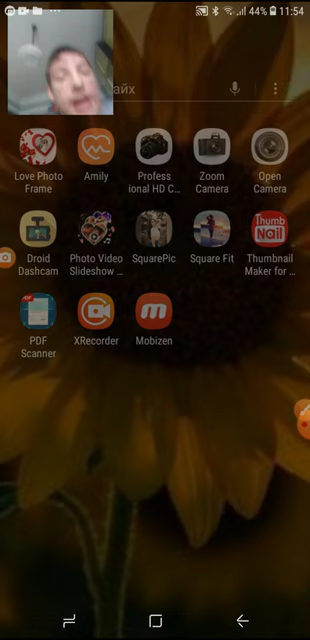 44% 11:54
айх
Love Photo
Frame
Amily
Profess
ional HD C...
Zoom
Camera
Open
Camera
Droid
Dashcam
Photo Video
Slideshow ...
SquarePic
Square Fit
Thumb
Nail
Thumbnail
Maker for ...
PDF
PDF
Scanner
XRecorder
m
Mobizen